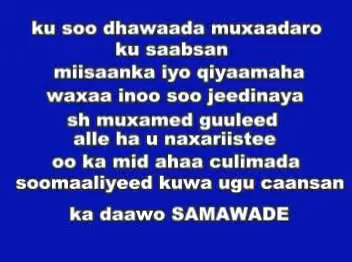 ku soo dhawaada muxaadaro
ku saabsan
miisaanka iyo qiyaamaha
waxaa inoo soo jeedinaya
sh muxamed guuleed
alle ha u naxariistee
oo ka mid ahaa culimada
soomaaliyeed kuwa ugu caansan
ka daawo SAMAWADE